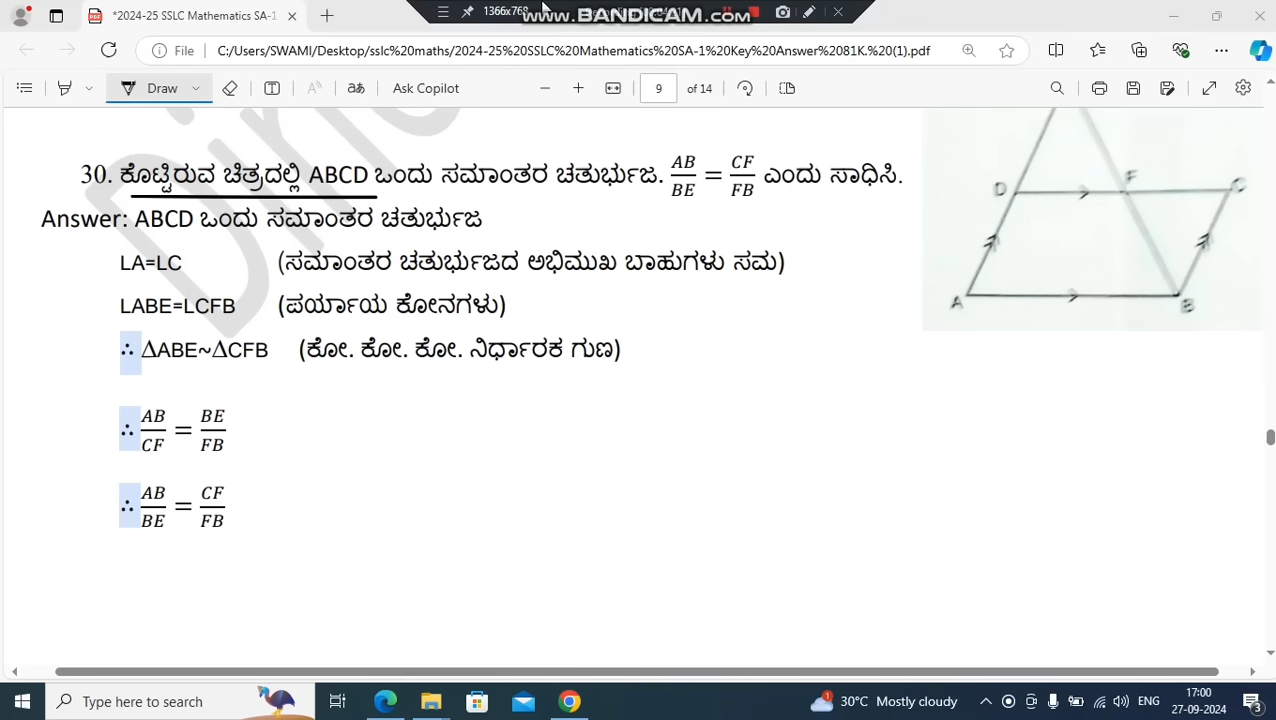 1366x768
www.BANDICAM.com
*2024-25 SSLC Mathematics SA-1
File C:/Users/SWAMI/Desktop/sslc%20maths/2024-25%20SSLC%20Mathematics%20SA-1%20Key%20Answer%2081K.%20(1).pdf
Draw aあ Ask Copilot 9 of 14
30. ಕೊಟ್ಟಿರುವ ಚಿತ್ರದಲ್ಲಿ ABCD ಒಂದು ಸಮಾಂತರ ಚತುರ್ಭುಜ. AB/BE = CF/FB ಎಂದು ಸಾಧಿಸಿ.
D F C
Answer: ABCD ಒಂದು ಸಮಾಂತರ ಚತುರ್ಭುಜ
LA=LC (ಸಮಾಂತರ ಚತುರ್ಭುಜದ ಅಭಿಮುಖ ಬಾಹುಗಳು ಸಮ)
LABE=LCFB (ಪರ್ಯಾಯ ಕೋನಗಳು)
A B
∴ ΔABE~ΔCFB (ಕೋ. ಕೋ. ಕೋ. ನಿರ್ಧಾರಕ ಗುಣ)
∴ AB/CF = BE/FB
∴ AB/BE = CF/FB
Type here to search 30°C Mostly cloudy ENG 17:00
27-09-2024 3